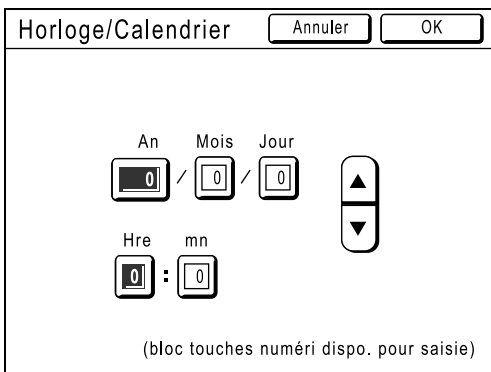 Horloge/Calendrier Annuler OK
An Mois Jour
0 / 0 / 0
Hre mn
0 : 0
(bloc touches numéri dispo. pour saisie)